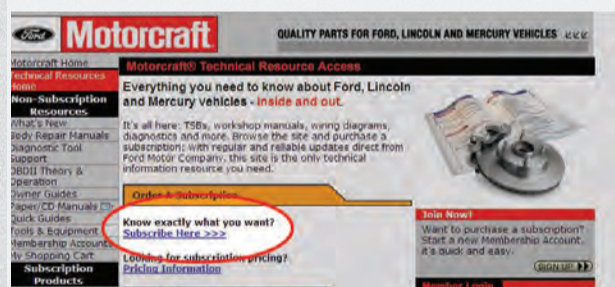 Ford
Motorcraft
QUALITY PARTS FOR FORD, LINCOLN AND MERCURY VEHICLES
Motorcraft Home
Technical Resources
Home
Non-Subscription
Resources
What's New
Body Repair Manuals
Diagnostic Tool
Support
OBDII Theory &
Operation
Owner Guides
Paper/CD Manuals
Quick Guides
Tools & Equipment
Membership Accounts
My Shopping Cart
Subscription
Products
Motorcraft® Technical Resource Access
Everything you need to know about Ford, Lincoln
and Mercury vehicles - inside and out.
It's all here: TSBs, workshop manuals, wiring diagrams,
diagnostics and more. Browse the site and purchase a
subscription; with regular and reliable updates direct from
Ford Motor Company, this site is the only technical
information resource you need.
Order A Subscription
Know exactly what you want?
Subscribe Here >>>
Looking for subscription pricing?
Pricing Information
Join Now!
Want to purchase a subscription?
Start a new Membership Account,
it's quick and easy.
SIGN UP
Member Login